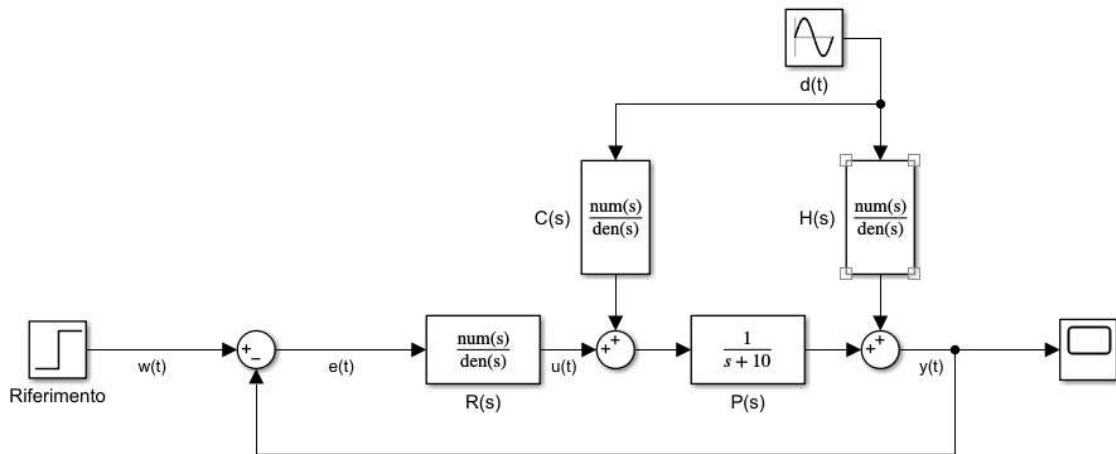 d(t)
C(s)
num(s)
den(s)
H(s)
num(s)
den(s)
Riferimento
w(t)
+
−
e(t)
num(s)
den(s)
R(s)
u(t)
+
+
1
s + 10
P(s)
+
+
y(t)